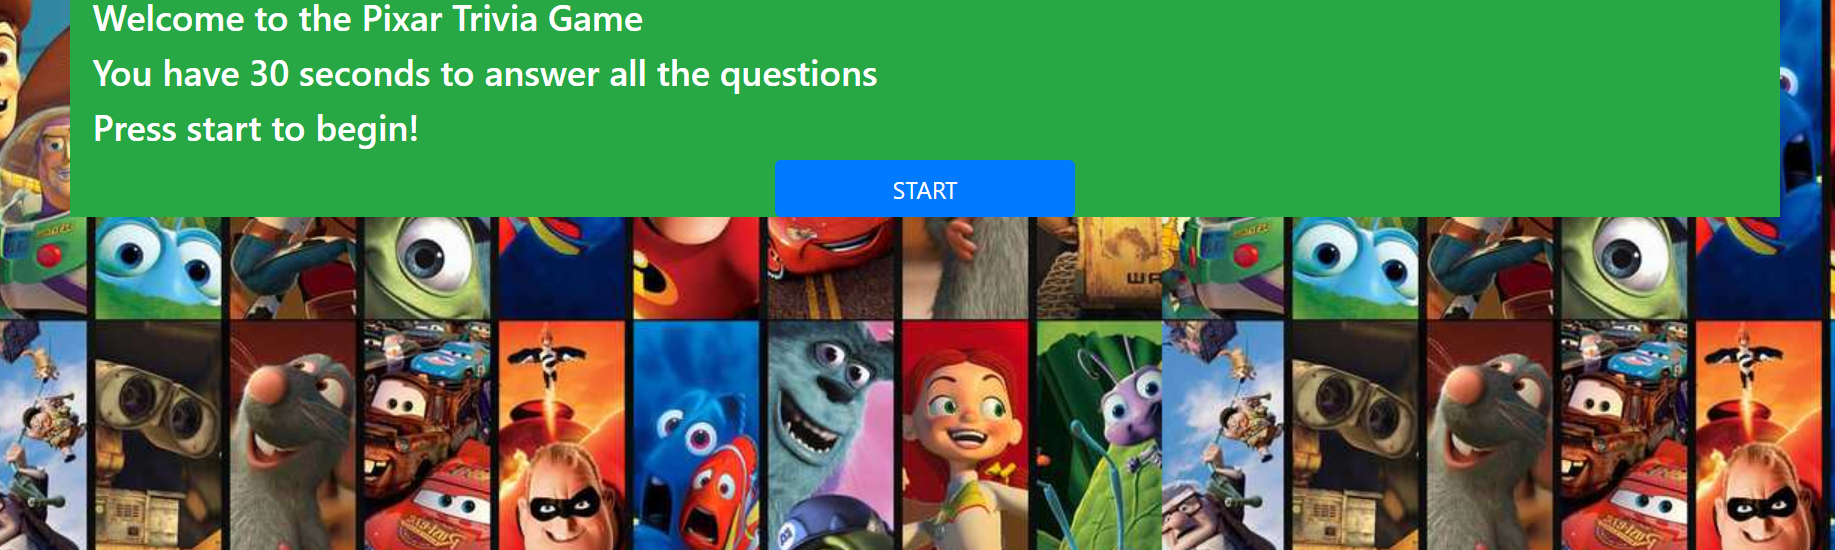 Welcome to the Pixar Trivia Game
You have 30 seconds to answer all the questions
Press start to begin!
START
WA